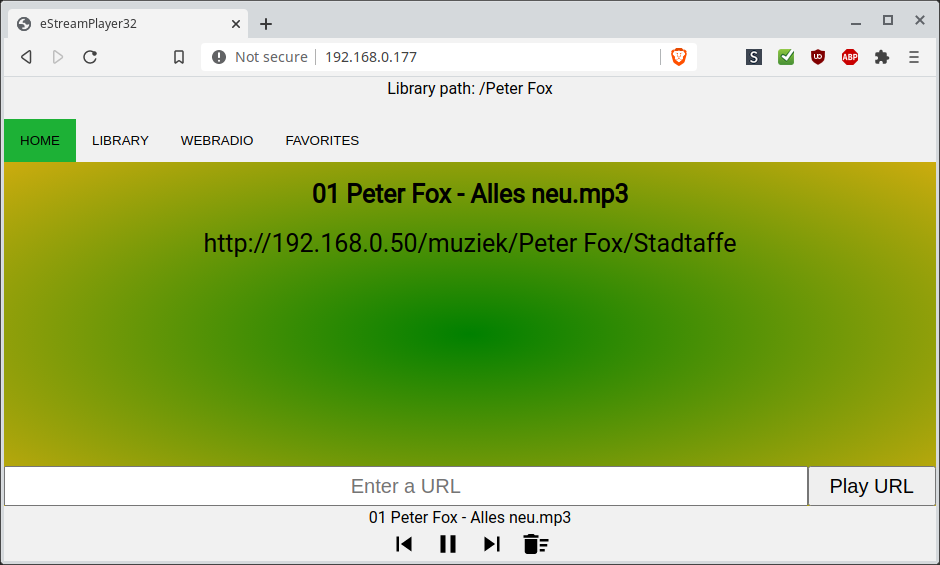 eStreamPlayer32
Not secure
192.168.0.177
S
UD
ABP
Library path: /Peter Fox
HOME
LIBRARY
WEBRADIO
FAVORITES
01 Peter Fox - Alles neu.mp3
http://192.168.0.50/muziek/Peter Fox/Stadtaffe
Enter a URL
Play URL
01 Peter Fox - Alles neu.mp3